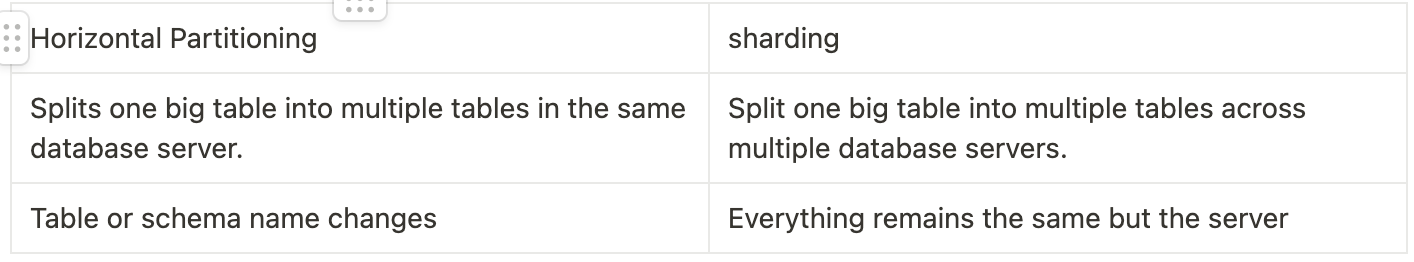 Horizontal Partitioning
sharding
Splits one big table into multiple tables in the same
database server.
Split one big table into multiple tables across
multiple database servers.
Table or schema name changes
Everything remains the same but the server